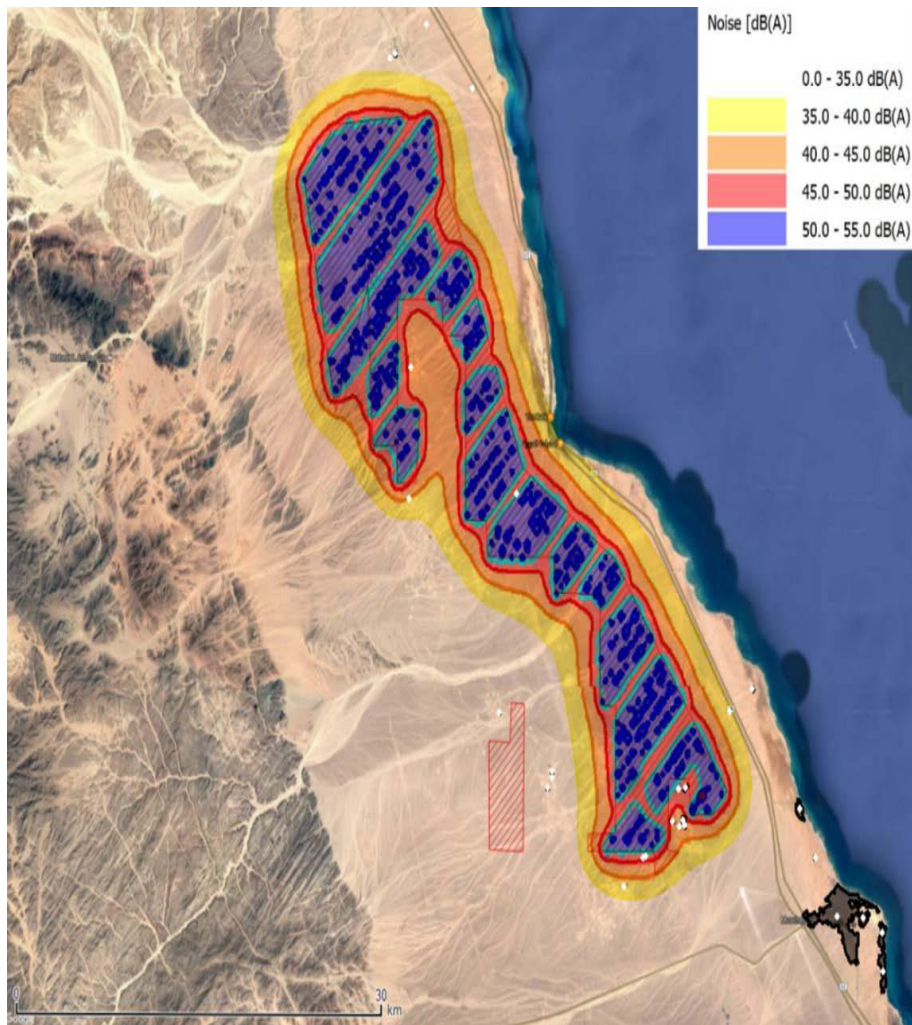 Noise [dB(A)]
0.0 - 35.0 dB(A)
35.0 - 40.0 dB(A)
40.0 - 45.0 dB(A)
45.0 - 50.0 dB(A)
50.0 - 55.0 dB(A)
0
30
km